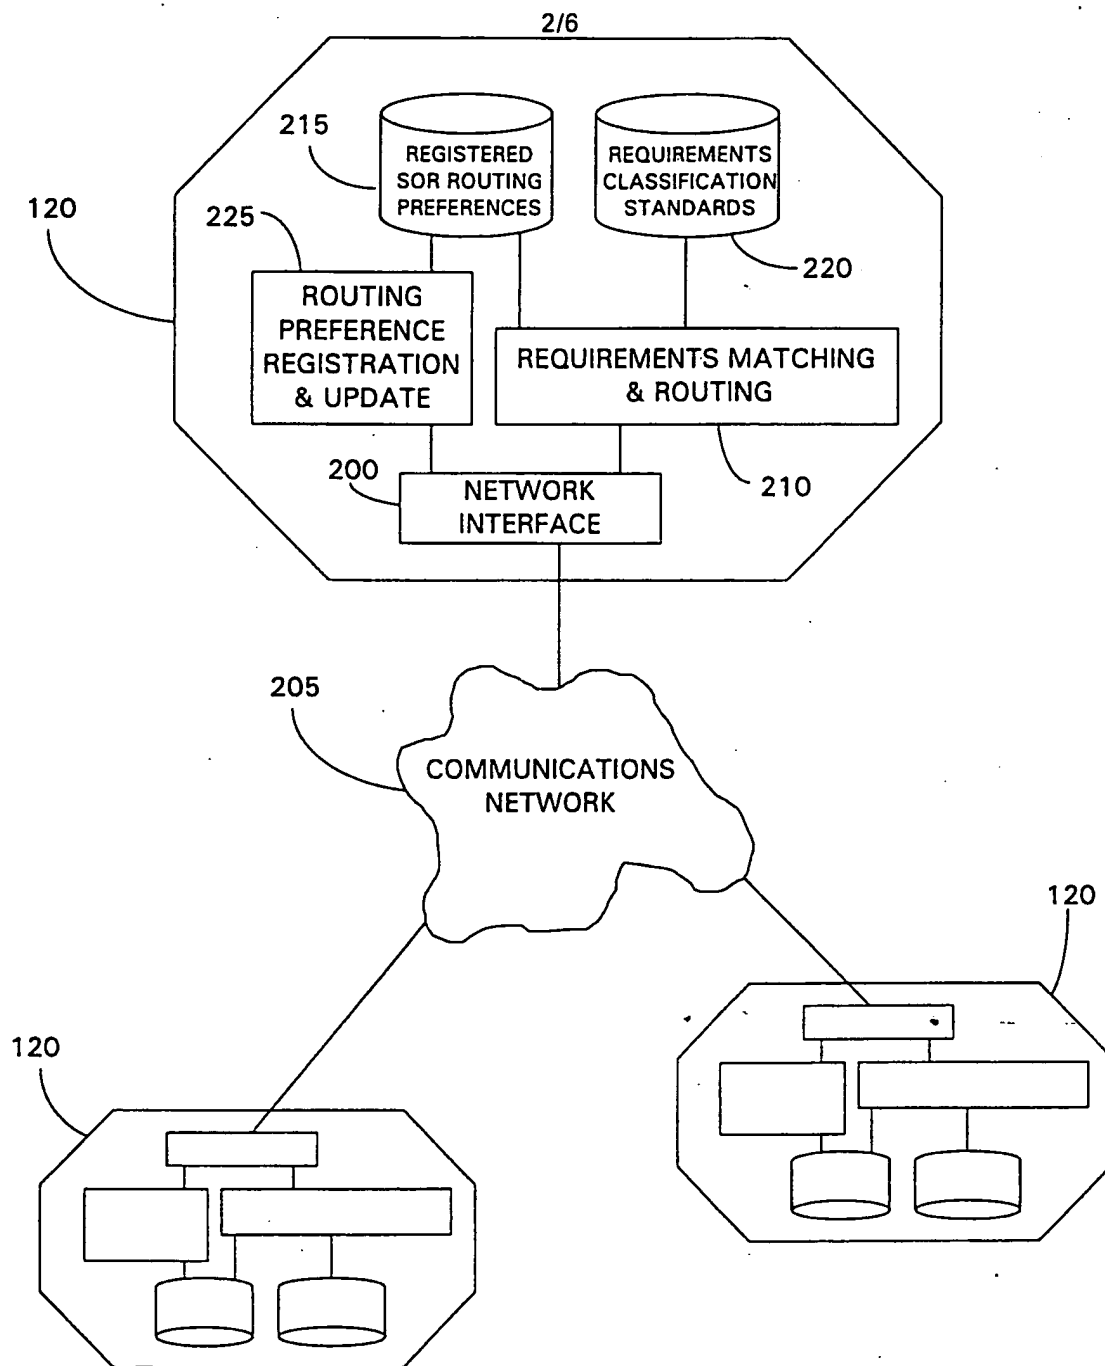 2/6
215
REGISTERED
SOR ROUTING
PREFERENCES
REQUIREMENTS
CLASSIFICATION
STANDARDS
120
225
220
ROUTING
PREFERENCE
REGISTRATION
& UPDATE
REQUIREMENTS MATCHING
& ROUTING
200
210
NETWORK
INTERFACE
205
COMMUNICATIONS
NETWORK
120
120